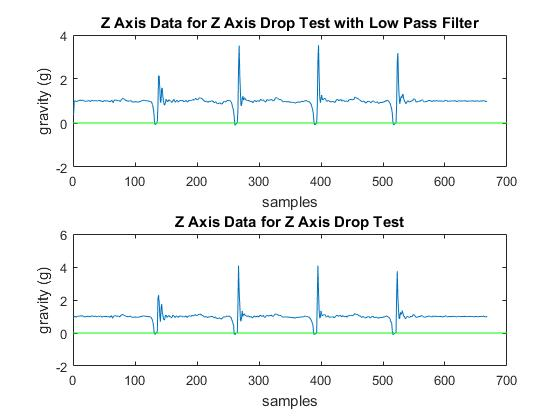 Z Axis Data for Z Axis Drop Test with Low Pass Filter
4
2
0
-2
gravity (g)
0 100 200 300 400 500 600 700
samples
Z Axis Data for Z Axis Drop Test
6
4
2
0
-2
gravity (g)
0 100 200 300 400 500 600 700
samples